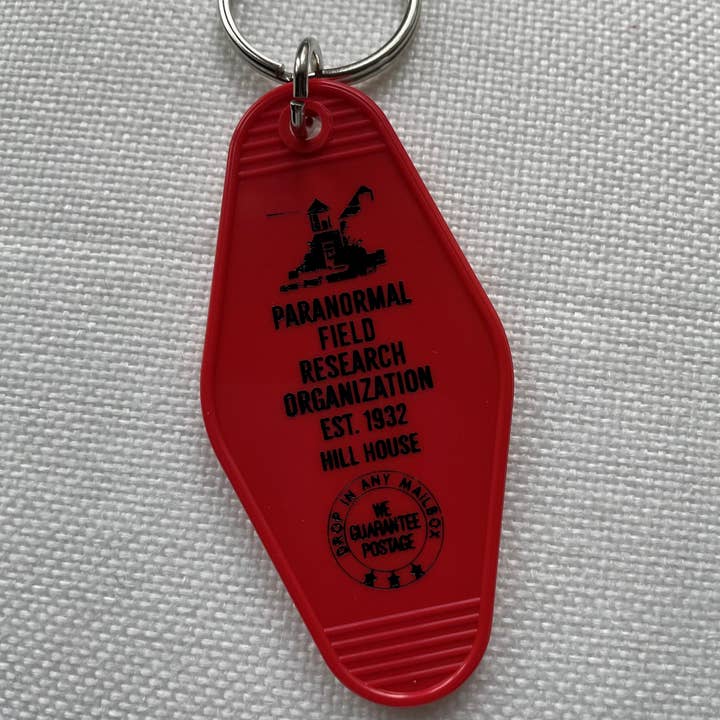 PARANORMAL
FIELD
RESEARCH
ORGANIZATION
EST. 1932
HILL HOUSE
DROP IN ANY MAILBOX
WE
GUARANTEE
POSTAGE